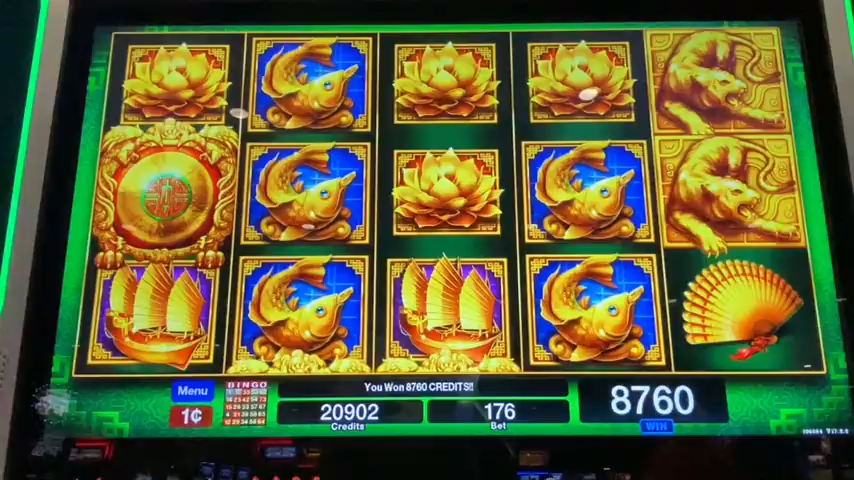 You Won 8760 CREDITS!!
Menu
BINGO
1¢
20902
Credits
176
Bet
8760
WIN